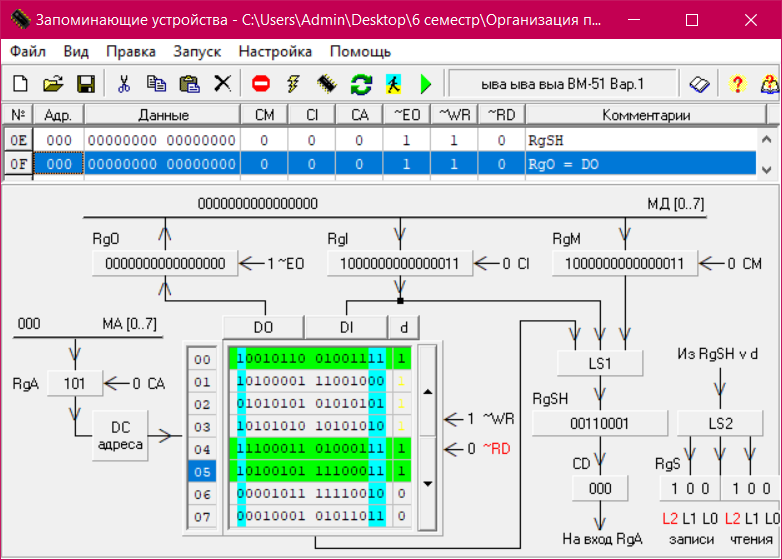 Запоминающие устройства - C:\Users\Admin\Desktop\6 семестр\Организация п...
Файл Вид Правка Запуск Настройка Помощь
ыва ыва выа ВМ-51 Вар.1
№ Адр. Данные CM CI CA ~EO ~WR ~RD Комментарии
0E 000 00000000 00000000 0 0 0 1 1 0 RgSH
0F 000 00000000 00000000 0 0 0 1 1 0 RgO = DO
0000000000000000 МД [0..7]
RgO RgI RgM
0000000000000000 1 ~EO 1000000000000011 0 CI 1000000000000011 0 CM
000 МА [0..7]
DO DI d
RgA 101 0 CA
DC
адреса
00 10010110 01001111 1
01 10100001 11001000 1
02 01010101 01010101 1
03 10101010 10101010 1
04 11100011 01000111 1
05 10100101 11100011 1
06 00001011 11110010 0
07 00010001 01011011 0
1 ~WR
0 ~RD
LS1
RgSH
00110001
CD
000
На вход RgA
Из RgSH v d
LS2
RgS
1 0 0 1 0 0
L2 L1 L0 L2 L1 L0
записи чтения